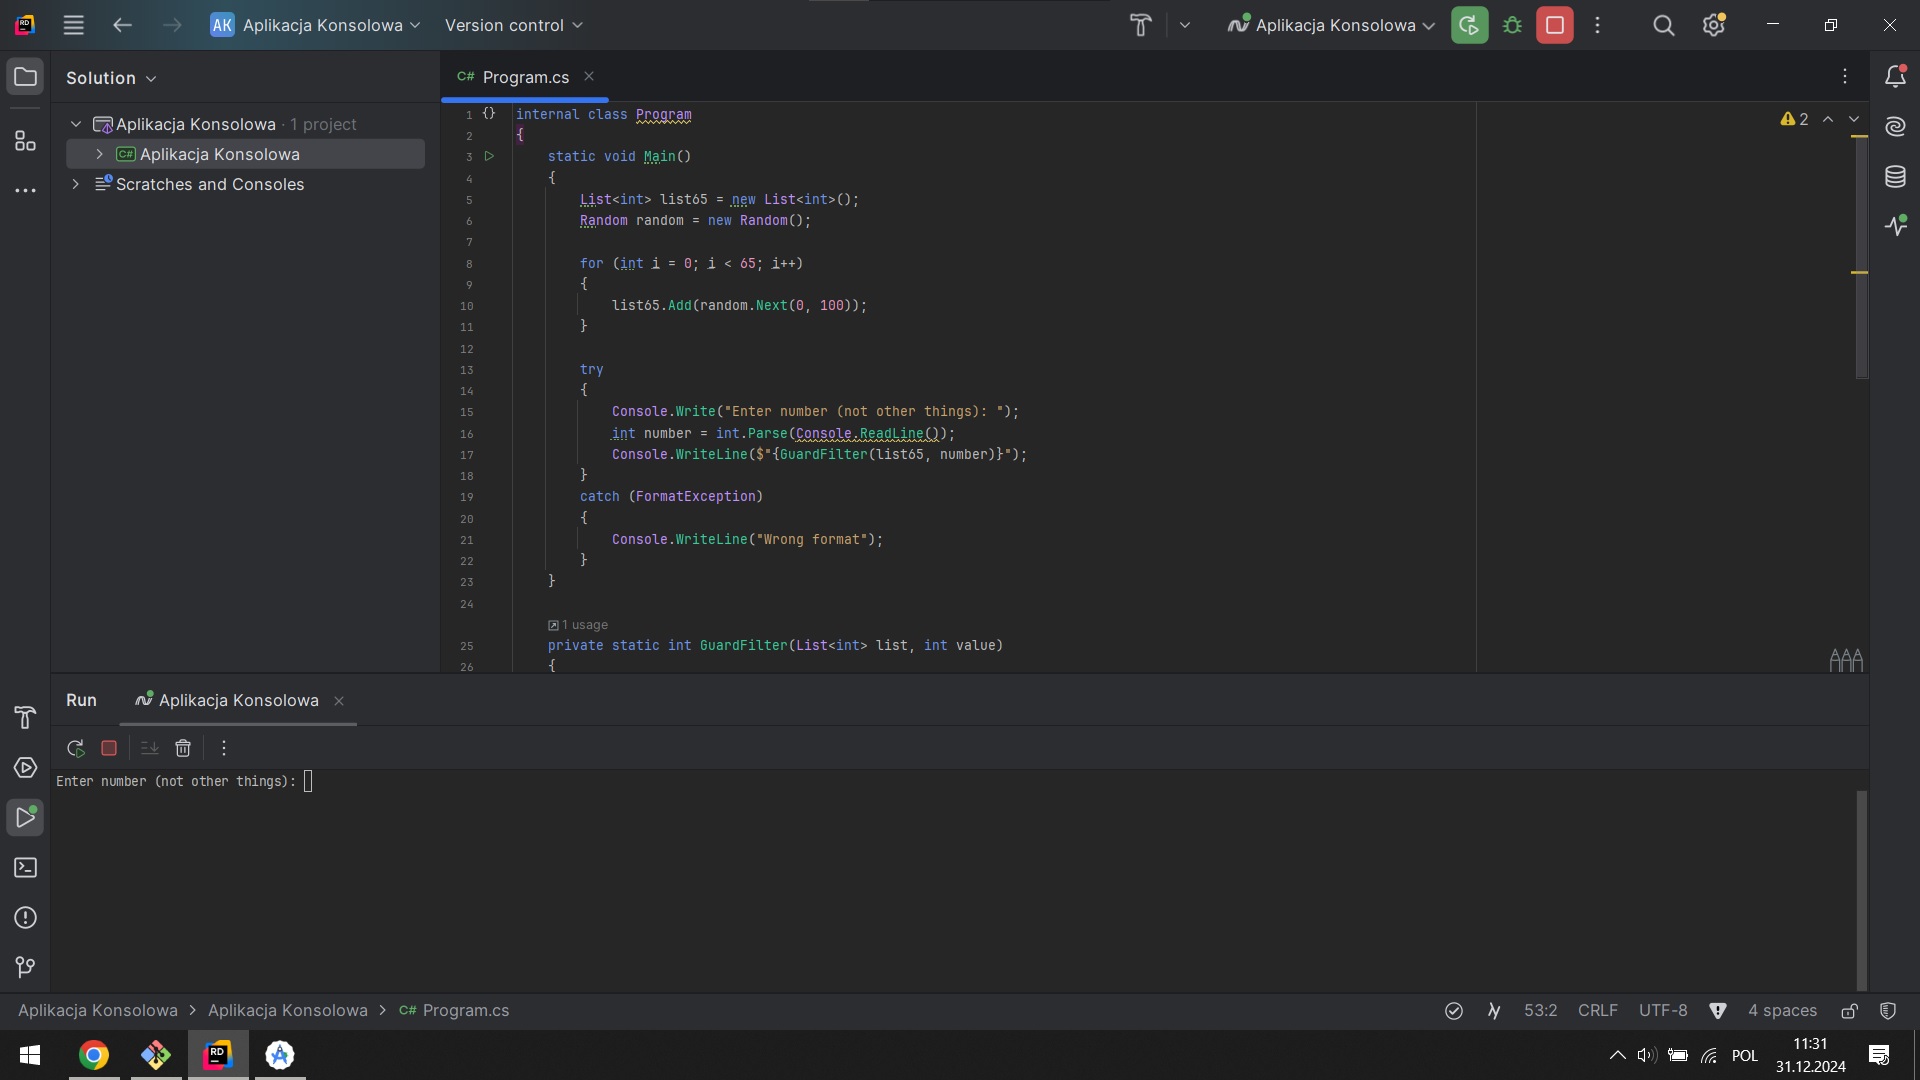 AK Aplikacja Konsolowa Version control Aplikacja Konsolowa
Solution
C# Program.cs
Aplikacja Konsolowa · 1 project
C# Aplikacja Konsolowa
Scratches and Consoles
2
1 {} internal class Program
2 {
3 static void Main()
4 {
5 List<int> list65 = new List<int>();
6 Random random = new Random();
7
8 for (int i = 0; i < 65; i++)
9 {
10 list65.Add(random.Next(0, 100));
11 }
12
13 try
14 {
15 Console.Write("Enter number (not other things): ");
16 int number = int.Parse(Console.ReadLine());
17 Console.WriteLine($"{GuardFilter(list65, number)}");
18 }
19 catch (FormatException)
20 {
21 Console.WriteLine("Wrong format");
22 }
23 }
24
1 usage
25 private static int GuardFilter(List<int> list, int value)
26 {
Run Aplikacja Konsolowa
Enter number (not other things):
Aplikacja Konsolowa > Aplikacja Konsolowa > C# Program.cs
53:2 CRLF UTF-8 4 spaces
RD
POL
11:31
31.12.2024